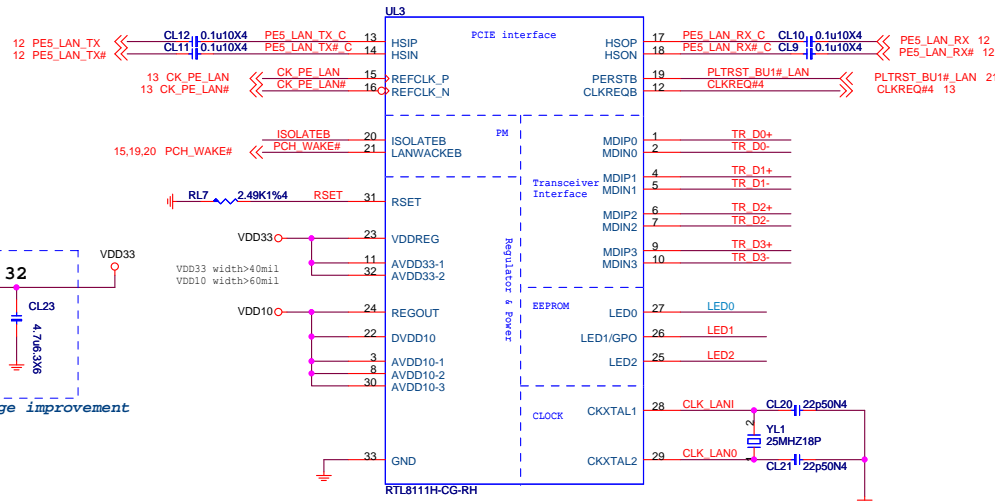 UL3
PCIE interface
12 PE5_LAN_TX CL12 0.1u10X4 PE5_LAN_TX_C 13 HSIP HSOP 17 PE5_LAN_RX_C CL10 0.1u10X4 PE5_LAN_RX 12
12 PE5_LAN_TX# CL11 0.1u10X4 PE5_LAN_TX#_C 14 HSIN HSON 18 PE5_LAN_RX#_C CL9 0.1u10X4 PE5_LAN_RX# 12
13 CK_PE_LAN CK_PE_LAN 15 REFCLK_P PERSTB 19 PLTRST_BU1#_LAN PLTRST_BU1#_LAN 21
13 CK_PE_LAN# CK_PE_LAN# 16 REFCLK_N CLKREQB 12 CLKREQ#4 CLKREQ#4 13
PM
ISOLATEB 20 ISOLATEB MDIP0 1 TR_D0+
15,19,20 PCH_WAKE# PCH_WAKE# 21 LANWACKEB MDIN0 2 TR_D0-
Transceiver
Interface
MDIP1 4 TR_D1+
MDIN1 5 TR_D1-
RL7 2.49K1%4 RSET 31 RSET
MDIP2 6 TR_D2+
MDIN2 7 TR_D2-
VDD33 23 VDDREG
MDIP3 9 TR_D3+
11 AVDD33-1 MDIN3 10 TR_D3-
32 AVDD33-2
VDD33 width>40mil
VDD10 width>60mil
Regulator & Power
32
VDD33
CL23
4.7u6.3X6
EEPROM
VDD10 24 REGOUT LED0 27 LED0
22 DVDD10 LED1/GPO 26 LED1
3 AVDD10-1 LED2 25 LED2
8 AVDD10-2
30 AVDD10-3
ge improvement
CLOCK
CKXTAL1 28 CLK_LANI CL20 22p50N4
2
YL1
25MHZ18P
1
33 GND CKXTAL2 29 CLK_LAN0 CL21 22p50N4
RTL8111H-CG-RH